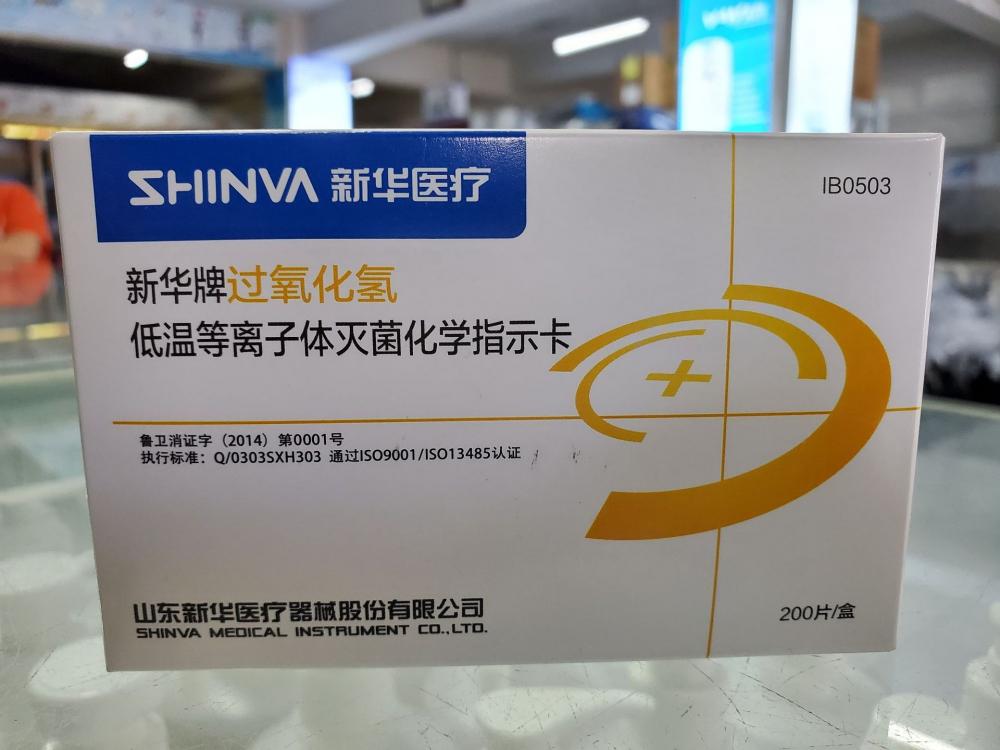 SHINVA 新华医疗
IB0503
新华牌过氧化氢
低温等离子体灭菌化学指示卡
鲁卫消证字（2014）第0001号
执行标准：Q/0303SXH303 通过ISO9001/ISO13485认证
山东新华医疗器械股份有限公司
SHINVA MEDICAL INSTRUMENT CO.,LTD.
200片/盒